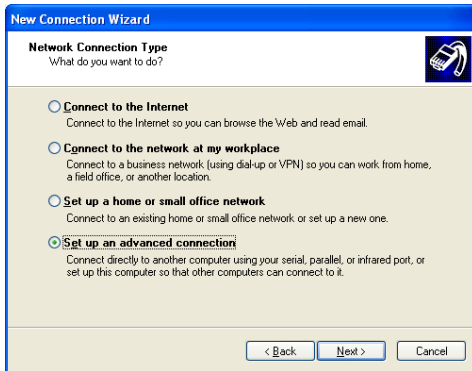 New Connection Wizard
Network Connection Type
What do you want to do?
Connect to the Internet
Connect to the Internet so you can browse the Web and read email.
Connect to the network at my workplace
Connect to a business network (using dial-up or VPN) so you can work from home,
a field office, or another location.
Set up a home or small office network
Connect to an existing home or small office network or set up a new one.
Set up an advanced connection
Connect directly to another computer using your serial, parallel, or infrared port, or
set up this computer so that other computers can connect to it.
< Back Next > Cancel